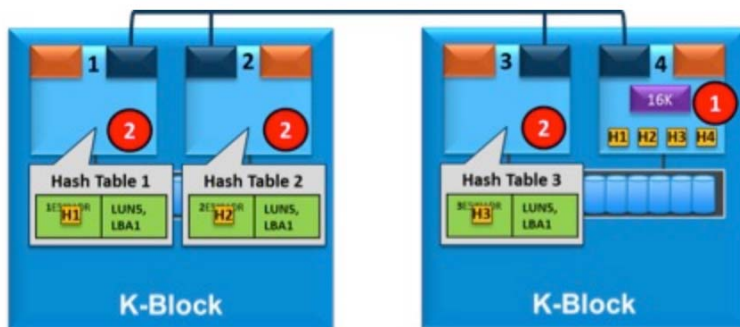 1
2
3
4
16K
1
2
2
2
H1 H2 H3 H4
Hash Table 1
Hash Table 2
Hash Table 3
H1
LUN5,
LBA1
H2
LUN5,
LBA1
H3
LUN5,
LBA1
K-Block
K-Block